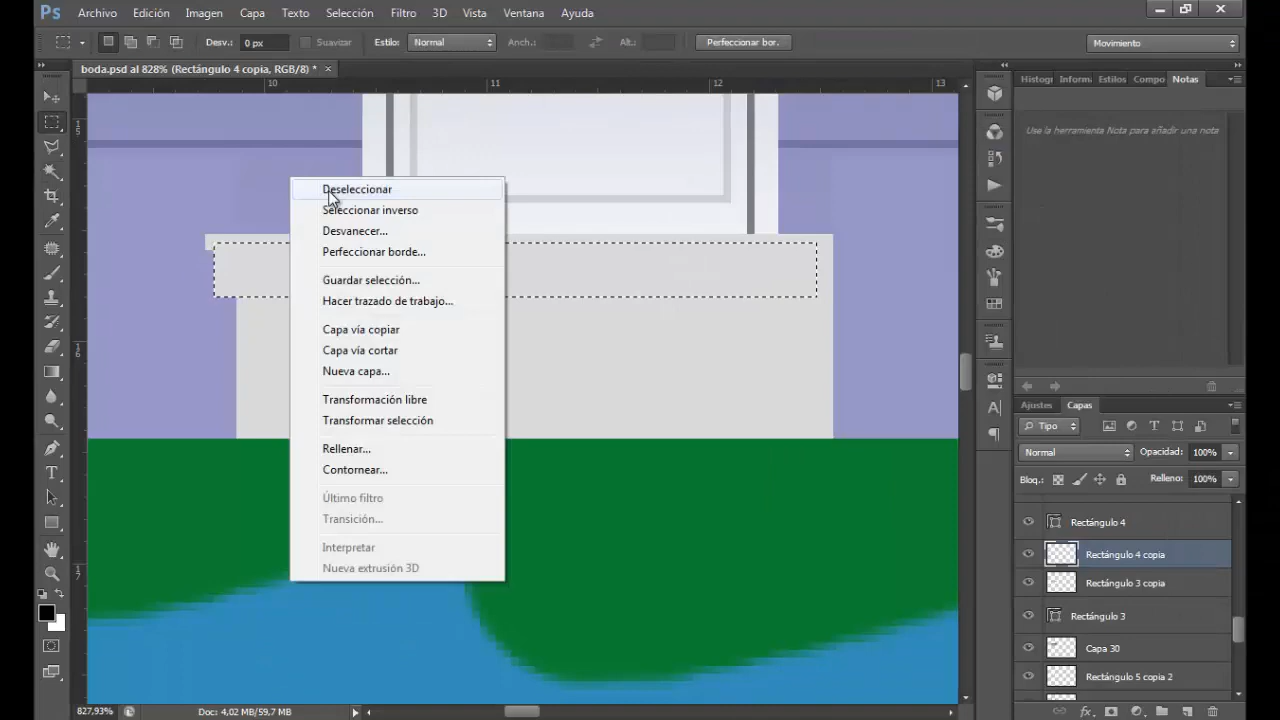 Ps Archivo Edición Imagen Capa Texto Selección Filtro 3D Vista Ventana Ayuda
Desv.: 0 px Suavizar Estilo: Normal Anch.: Alt.: Perfeccionar bor. Movimiento
boda.psd al 828% (Rectángulo 4 copia, RGB/8) * ×
10 11 12 13
Histogr Informa Estilos Compo Notas
Use la herramienta Nota para añadir una nota
Deseleccionar
Seleccionar inverso
Desvanecer...
Perfeccionar borde...
Guardar selección...
Hacer trazado de trabajo...
Capa vía copiar
Capa vía cortar
Nueva capa...
Transformación libre
Transformar selección
Rellenar...
Contornear...
Último filtro
Transición...
Interpretar
Nueva extrusión 3D
Ajustes Capas
Tipo
Normal Opacidad: 100%
Bloq.: Relleno: 100%
Rectángulo 4
Rectángulo 4 copia
Rectángulo 3 copia
Rectángulo 3
Capa 30
Rectángulo 5 copia 2
827,93% Doc: 4,02 MB/59,7 MB